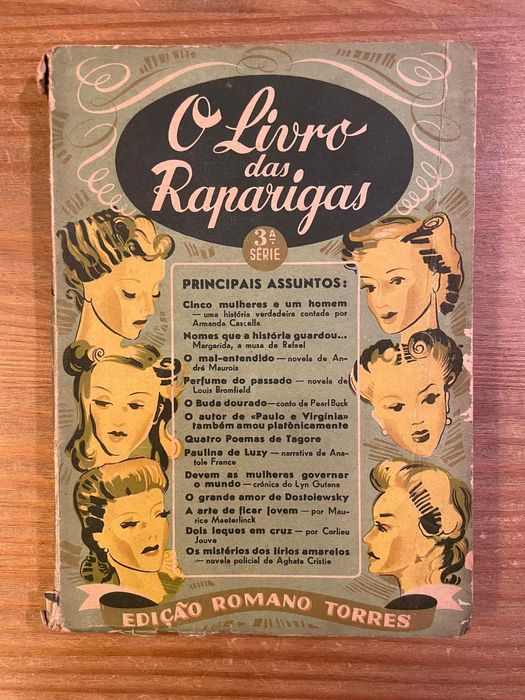 O Livro
das
Raparigas
3.ª
SÉRIE
PRINCIPAIS ASSUNTOS:
Cinco mulheres e um homem
— uma história verdadeira contada por
Armanda Cascella
Nomes que a história guardou...
Margarida, a musa de Rafael
O mal-entendido — novela de An-
dré Maurois
Perfume do passado — novela de
Louis Bromfield
O Buda dourado — conto de Pearl Buck
O autor de «Paulo e Virgínia»
também amou platònicamente
Quatro Poemas de Tagore
Paulina de Luzy — narrativa de Ana-
tole France
Devem as mulheres governar
o mundo — crónica do Lyn Gutena
O grande amor de Dostoiewsky
A arte de ficar jovem — por Mau-
rice Maeterlinck
Dois leques em cruz — por Corlieu
Jouve
Os mistérios dos lírios amarelos
— novela policial de Aghata Cristie
EDIÇÃO ROMANO TORRES